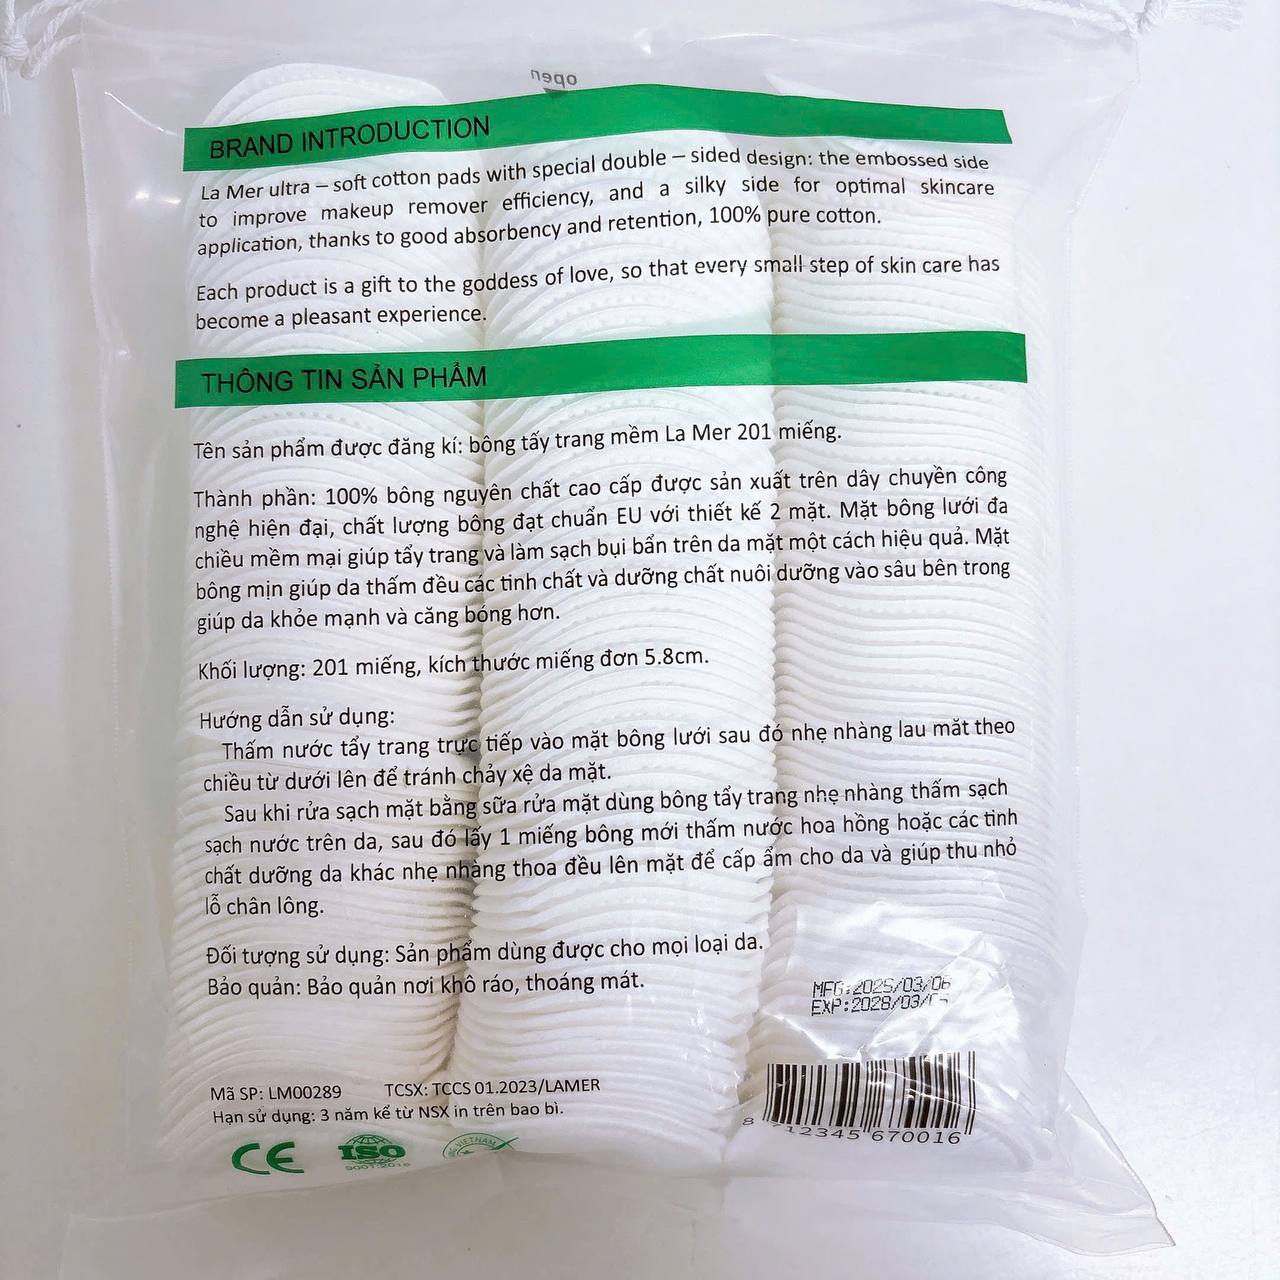 open
BRAND INTRODUCTION
La Mer ultra – soft cotton pads with special double – sided design: the embossed side
to improve makeup remover efficiency, and a silky side for optimal skincare
application, thanks to good absorbency and retention, 100% pure cotton.
Each product is a gift to the goddess of love, so that every small step of skin care has
become a pleasant experience.
THÔNG TIN SẢN PHẨM
Tên sản phẩm được đăng kí: bông tẩy trang mềm La Mer 201 miếng.
Thành phần: 100% bông nguyên chất cao cấp được sản xuất trên dây chuyền công
nghệ hiện đại, chất lượng bông đạt chuẩn EU với thiết kế 2 mặt. Mặt bông lưới đa
chiều mềm mại giúp tẩy trang và làm sạch bụi bẩn trên da mặt một cách hiệu quả. Mặt
bông mịn giúp da thấm đều các tinh chất và dưỡng chất nuôi dưỡng vào sâu bên trong
giúp da khỏe mạnh và căng bóng hơn.
Khối lượng: 201 miếng, kích thước miếng đơn 5.8cm.
Hướng dẫn sử dụng:
Thấm nước tẩy trang trực tiếp vào mặt bông lưới sau đó nhẹ nhàng lau mắt theo
chiều từ dưới lên để tránh chảy xệ da mặt.
Sau khi rửa sạch mặt bằng sữa rửa mặt dùng bông tẩy trang nhẹ nhàng thấm sạch
sạch nước trên da, sau đó lấy 1 miếng bông mới thấm nước hoa hồng hoặc các tinh
chất dưỡng da khác nhẹ nhàng thoa đều lên mặt để cấp ẩm cho da và giúp thu nhỏ
lỗ chân lông.
Đối tượng sử dụng: Sản phẩm dùng được cho mọi loại da.
Bảo quản: Bảo quản nơi khô ráo, thoáng mát.
MFG:2025/03/06
EXP:2028/03/
Mã SP: LM00289 TCSX: TCCS 01.2023/LAMER
Hạn sử dụng: 3 năm kể từ NSX in trên bao bì.
8 712345 670016
CE ISO VIETNAM
9001:2015